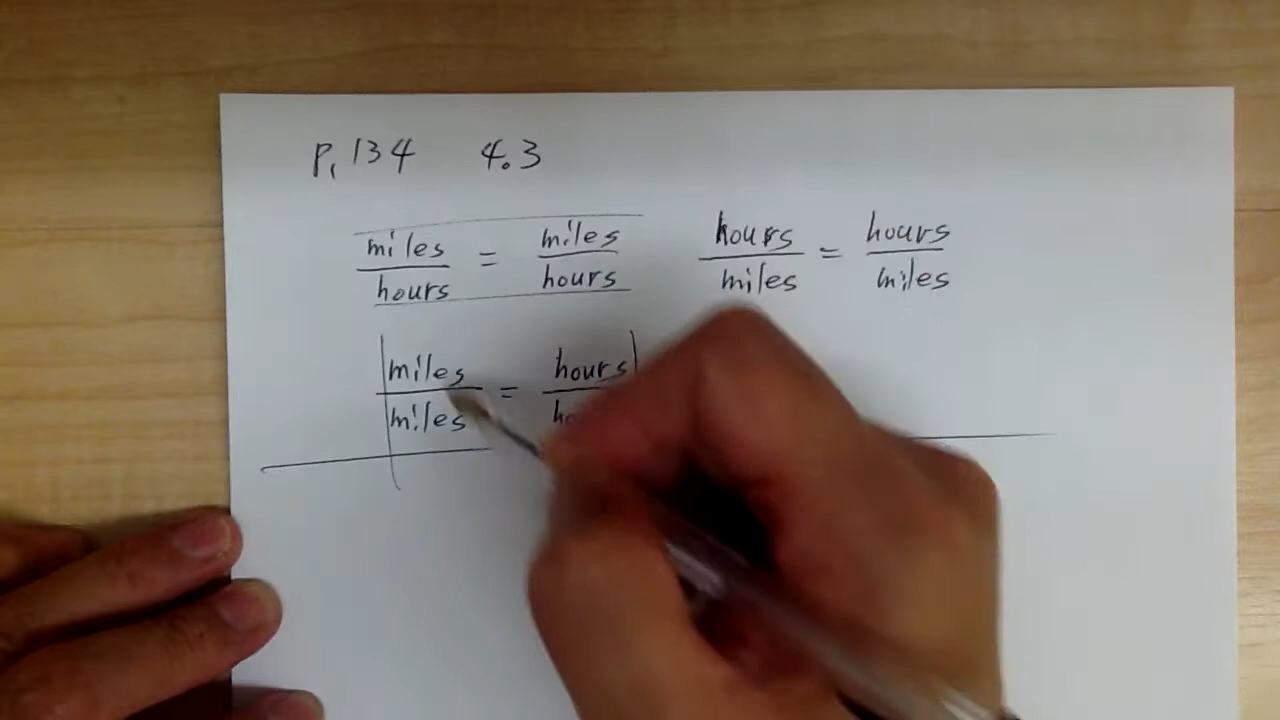 P. 134 4.3
miles = miles hours = hours
hours hours miles miles
miles = hours
miles